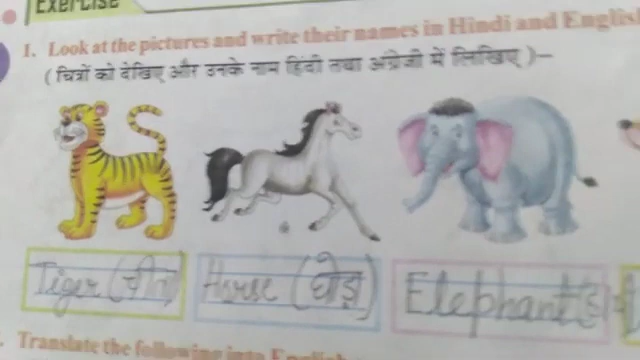 Exercise
1. Look at the pictures and write their names in Hindi and English
( चित्रों को देखिए और उनके नाम हिंदी तथा अंग्रेजी में लिखिए )–
Tiger (चीता) Horse (घोड़ा) Elephant
Translate the following into English